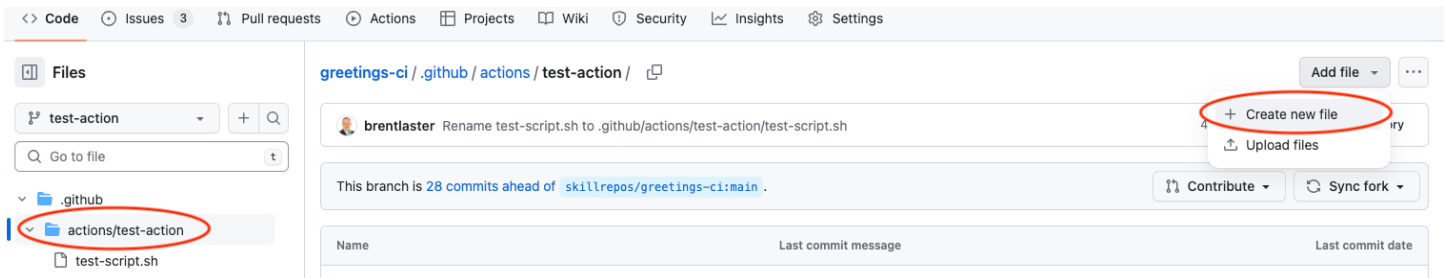 Code Issues 3 Pull requests Actions Projects Wiki Security Insights Settings
Files
test-action
Go to file t
.github
actions/test-action
test-script.sh
greetings-ci / .github / actions / test-action /
Add file
Create new file
Upload files
brentlaster Rename test-script.sh to .github/actions/test-action/test-script.sh
This branch is 28 commits ahead of skillrepos/greetings-ci:main .
Contribute Sync fork
Name Last commit message Last commit date